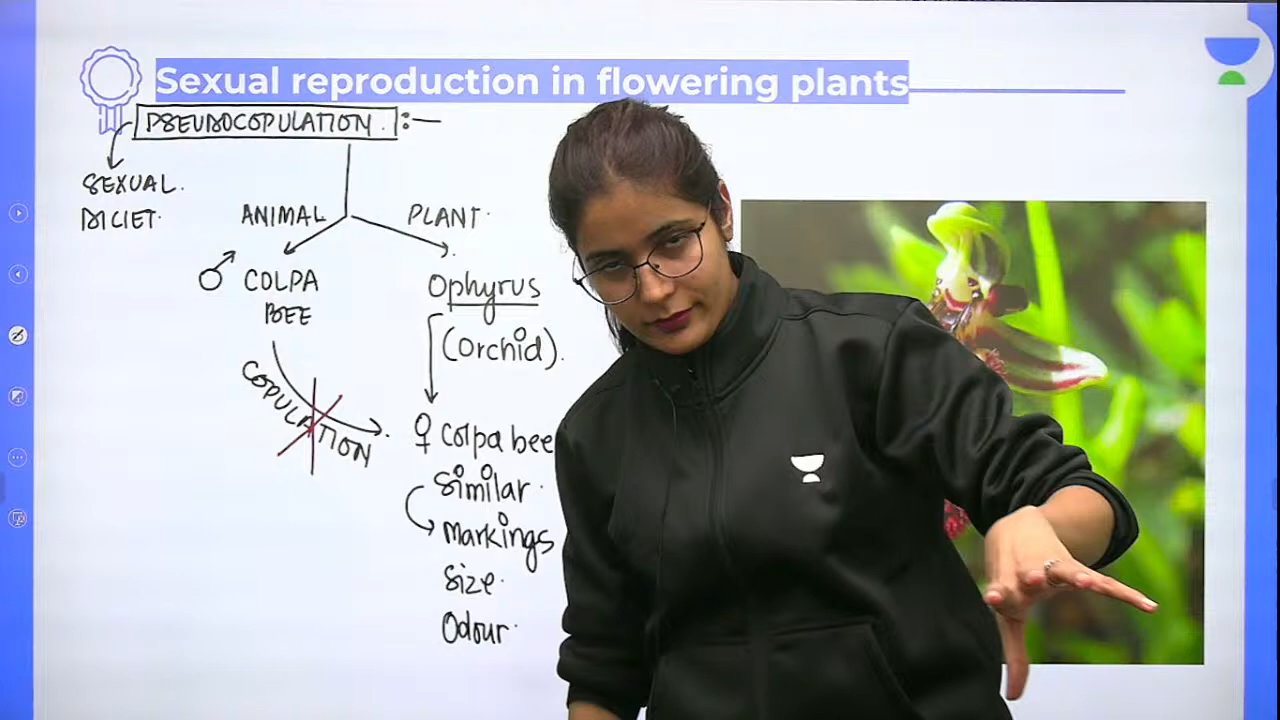 Sexual reproduction in flowering plants
PSEUDOCOPULATION. :—
SEXUAL.
DICIET.
ANIMAL
PLANT.
♂ COLPA
BEE
Ophyrus
(Orchid).
COPULATION
♀ Colpa bee
Similar.
Markings
Size.
Odour.